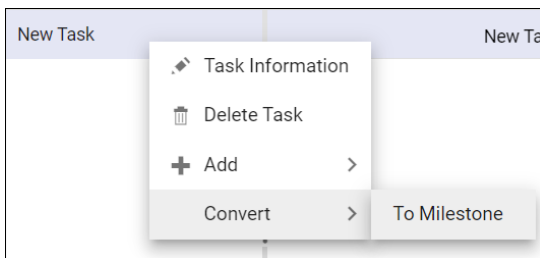 New Task
New Ta
Task Information
Delete Task
Add
Convert
To Milestone